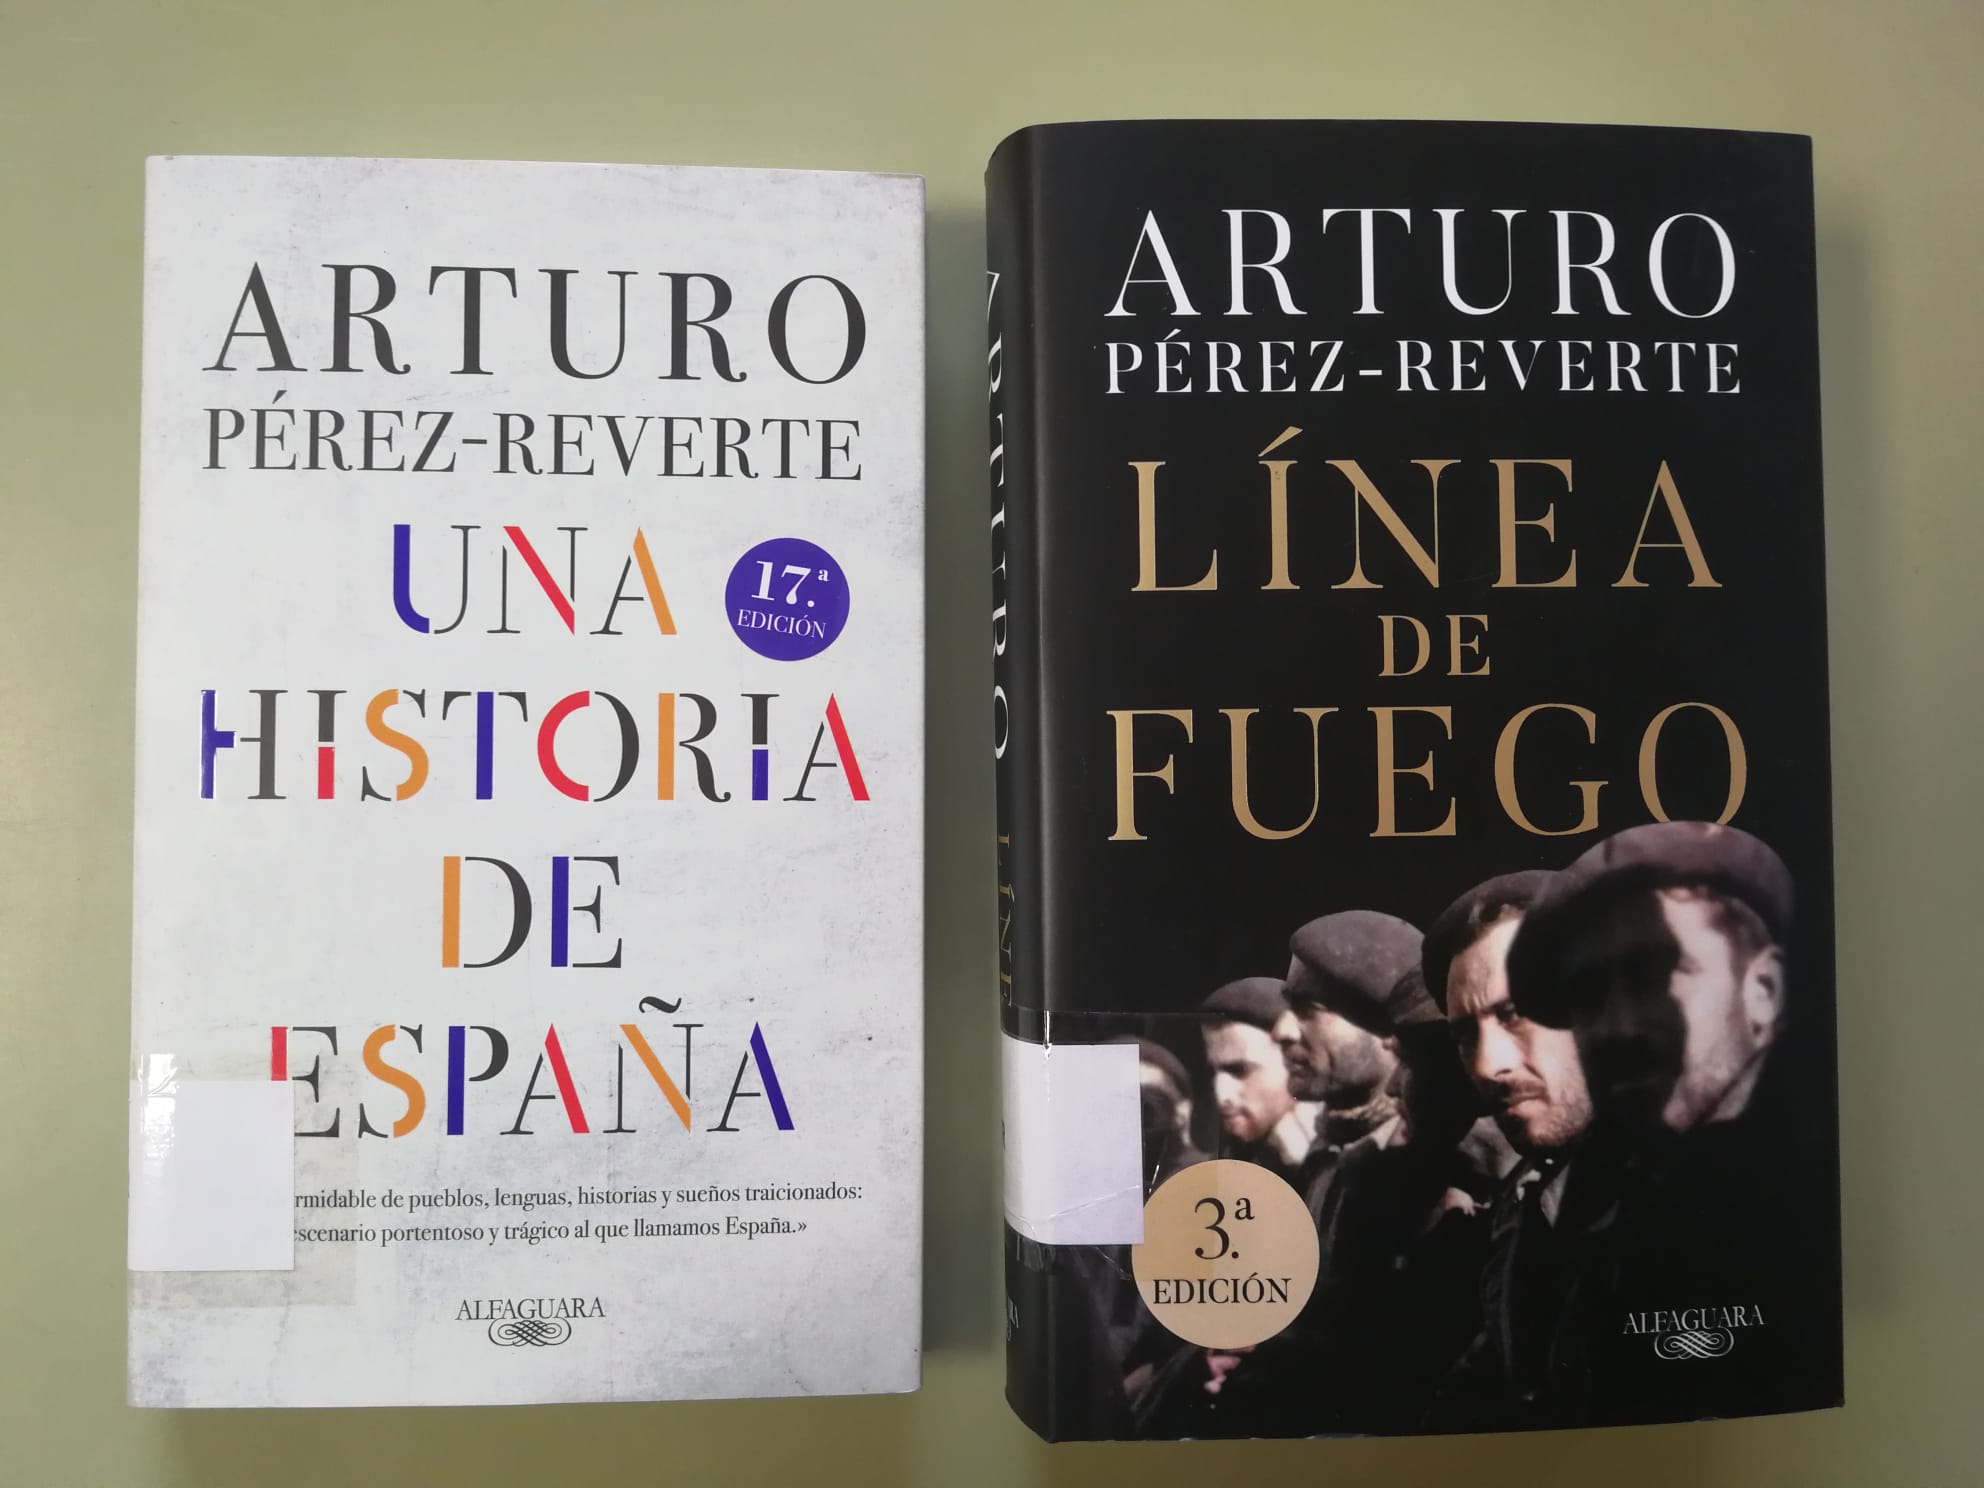 ARTURO
PÉREZ-REVERTE
UNA
17.ª
EDICIÓN
HISTORIA
DE
ESPAÑA
rmidable de pueblos, lenguas, historias y sueños traicionados:
escenario portentoso y trágico al que llamamos España.»
ALFAGUARA
ARTURO
ARTURO
PÉREZ-REVERTE
LÍNEA
DE
FUEGO
3.ª
EDICIÓN
ALFAGUARA